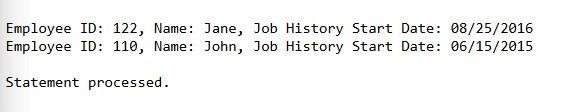 Employee ID: 122, Name: Jane, Job History Start Date: 08/25/2016
Employee ID: 110, Name: John, Job History Start Date: 06/15/2015
Statement processed.